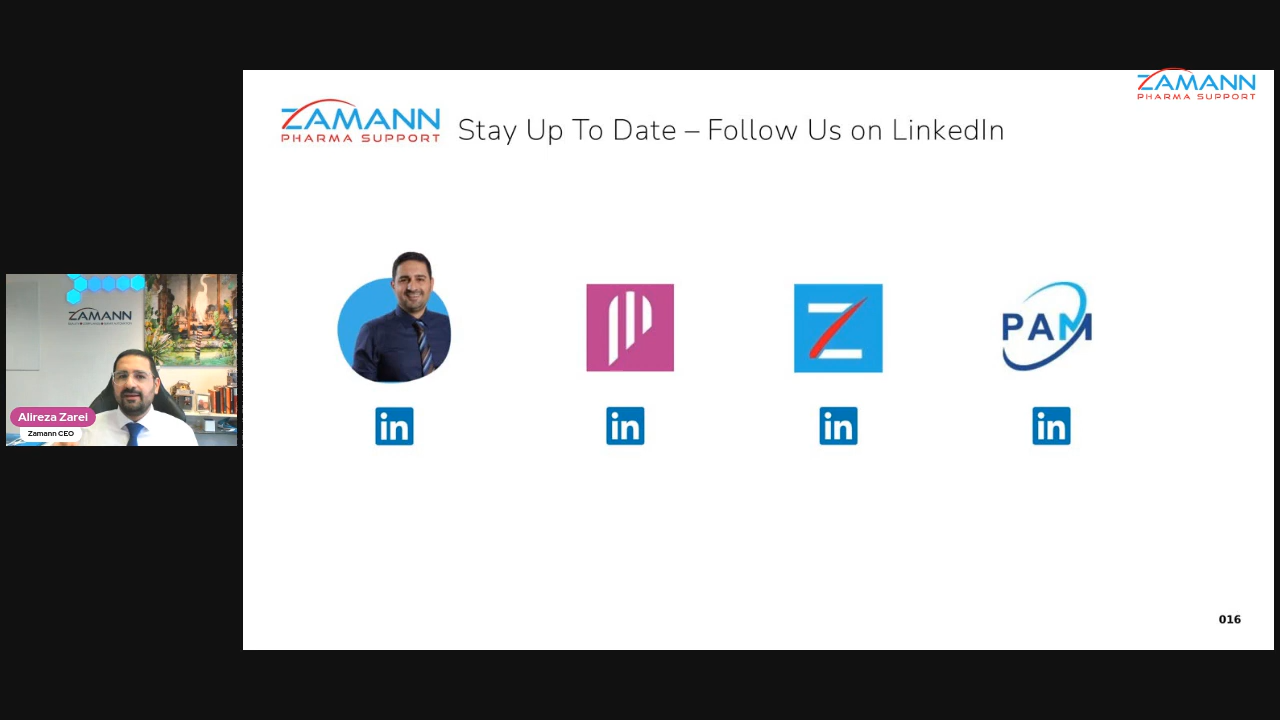 ZAMANN
PHARMA SUPPORT
ZAMANN
PHARMA SUPPORT
Stay Up To Date – Follow Us on LinkedIn
PAM
in
in
in
in
ZAMANN
Alireza Zarei
Zamann CEO
016